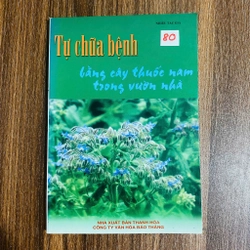 Tự chữa bệnh
80
bằng cây thuốc nam
trong vườn nhà
NHÀ XUẤT BẢN THANH HÓA
CÔNG TY VĂN HÓA BẢO THẮNG